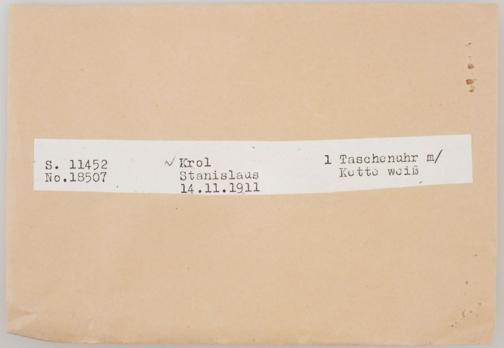 S. 11452
No.18507
✓ Krol
Stanislaus
14.11.1911
1 Taschenuhr m/
Kette weiß